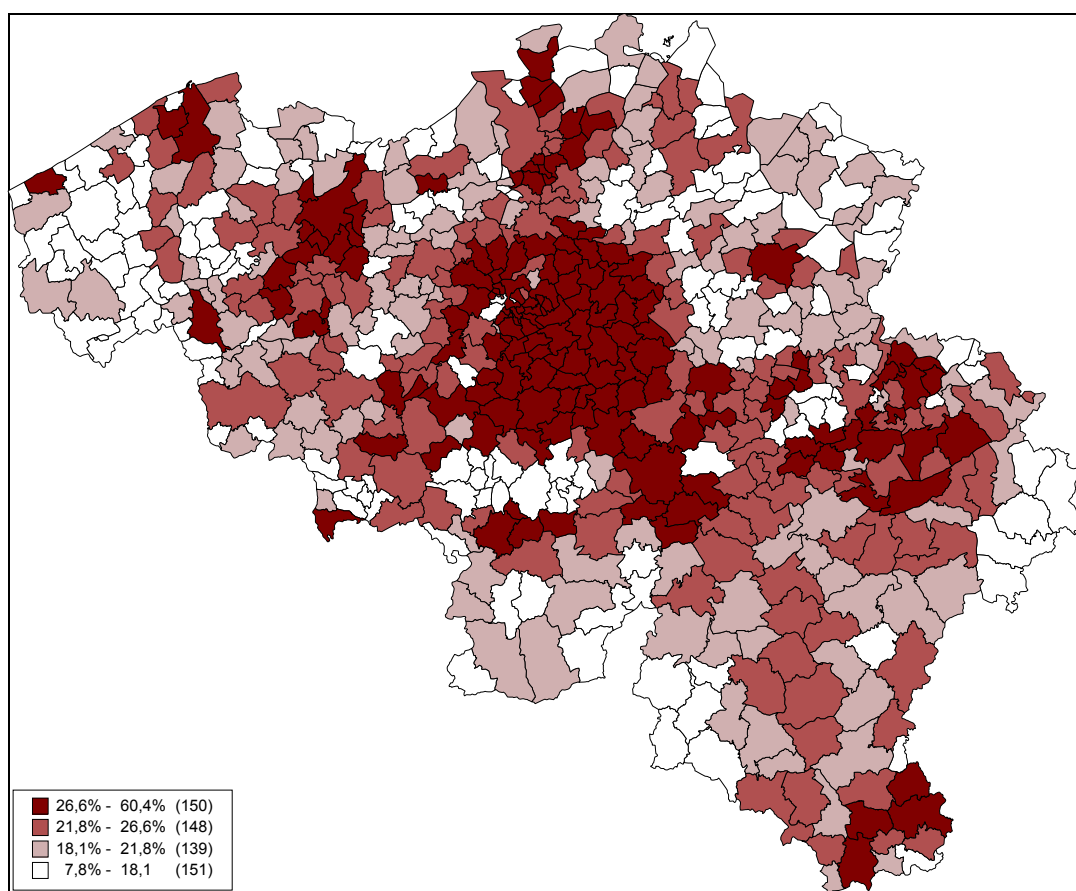 26,6% - 60,4% (150)
21,8% - 26,6% (148)
18,1% - 21,8% (139)
7,8% - 18,1 (151)